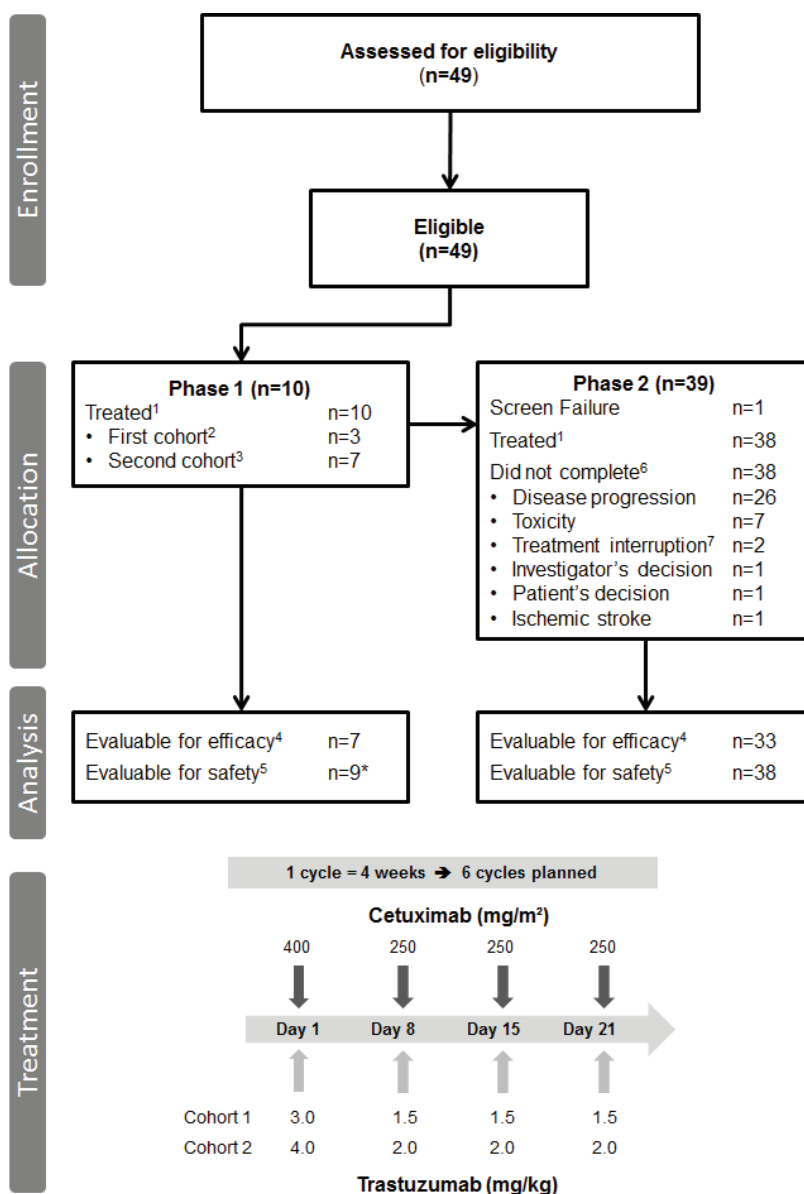 Enrollment
Assessed for eligibility
(n=49)
Eligible
(n=49)
Allocation
Phase 1 (n=10)
Treated¹ n=10
• First cohort² n=3
• Second cohort³ n=7
Phase 2 (n=39)
Screen Failure n=1
Treated¹ n=38
Did not complete⁶ n=38
• Disease progression n=26
• Toxicity n=7
• Treatment interruption⁷ n=2
• Investigator's decision n=1
• Patient's decision n=1
• Ischemic stroke n=1
Analysis
Evaluable for efficacy⁴ n=7
Evaluable for safety⁵ n=9*
Evaluable for efficacy⁴ n=33
Evaluable for safety⁵ n=38
Treatment
1 cycle = 4 weeks ➔ 6 cycles planned
Cetuximab (mg/m²)
400 250 250 250
Day 1 Day 8 Day 15 Day 21
Cohort 1 3.0 1.5 1.5 1.5
Cohort 2 4.0 2.0 2.0 2.0
Trastuzumab (mg/kg)